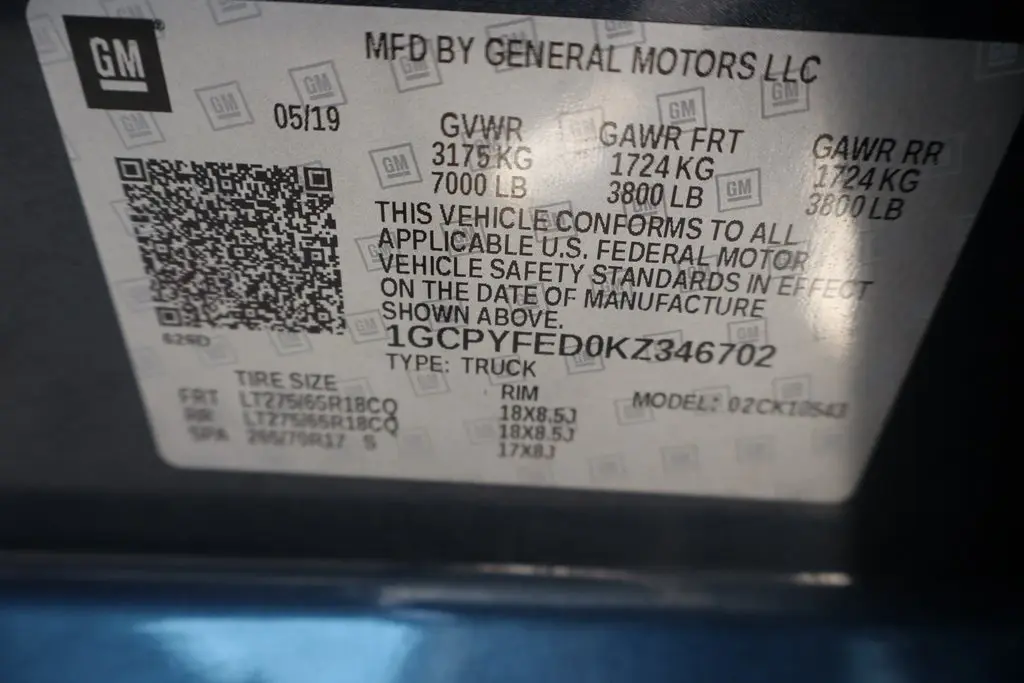 GM
MFD BY GENERAL MOTORS LLC
05/19
GVWR GAWR FRT GAWR RR
3175 KG 1724 KG 1724 KG
7000 LB 3800 LB 3800 LB
THIS VEHICLE CONFORMS TO ALL
APPLICABLE U.S. FEDERAL MOTOR
VEHICLE SAFETY STANDARDS IN EFFECT
ON THE DATE OF MANUFACTURE
SHOWN ABOVE.
1GCPYFED0KZ346702
TYPE: TRUCK
TIRE SIZE RIM MODEL: 02CK10543
FRT LT275/65R18CQ 18X8.5J
RR LT275/65R18CQ 18X8.5J
SPA 265/70R17 S 17X8J